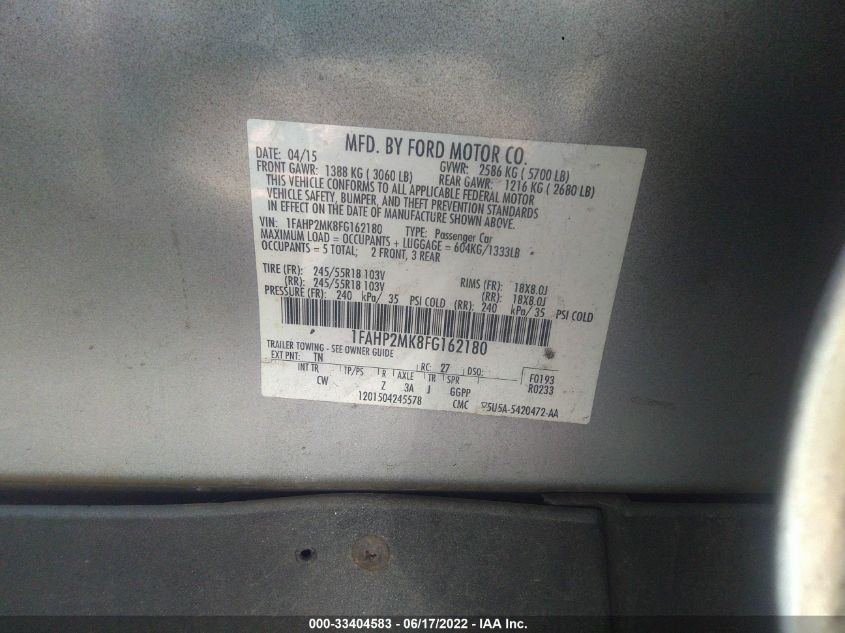 MFD. BY FORD MOTOR CO.
DATE: 04/15 GVWR: 2586 KG ( 5700 LB)
FRONT GAWR: 1388 KG ( 3060 LB) REAR GAWR: 1216 KG ( 2680 LB)
THIS VEHICLE CONFORMS TO ALL APPLICABLE FEDERAL MOTOR
VEHICLE SAFETY, BUMPER, AND THEFT PREVENTION STANDARDS
IN EFFECT ON THE DATE OF MANUFACTURE SHOWN ABOVE.
VIN: 1FAHP2MK8FG162180 TYPE: Passenger Car
MAXIMUM LOAD = OCCUPANTS + LUGGAGE = 604KG/1333LB
OCCUPANTS = 5 TOTAL; 2 FRONT, 3 REAR
TIRE (FR): 245/55R18 103V RIMS (FR): 18X8.0J
(RR): 245/55R18 103V (RR): 18X8.0J
PRESSURE (FR): 240 kPa/ 35 PSI COLD (RR): 240 kPa/ 35 PSI COLD
1FAHP2MK8FG162180
TRAILER TOWING - SEE OWNER GUIDE
EXT PNT: TN RC: 27 DSO: F0193
INT TR TP/PS R AXLE TR SPR R0233
CW Z 3A J GGPP
1201504245578 CMC 5U5A-5420472-AA
000-33404583 - 06/17/2022 - IAA Inc.